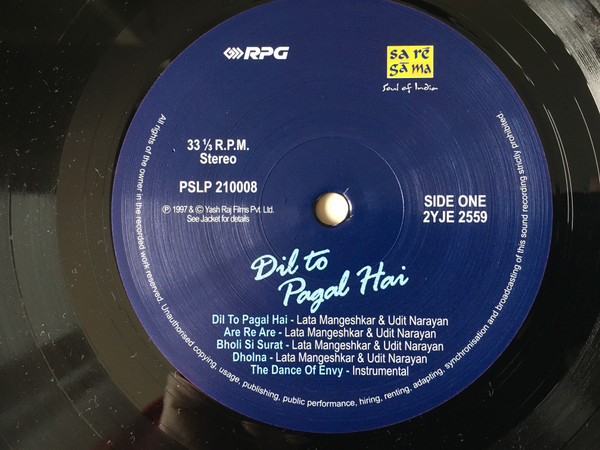 RPG
sa rē
gă ma
Soul of India
33 ⅓ R.P.M.
Stereo
PSLP 210008
SIDE ONE
2YJE 2559
℗ 1997 & © Yash Raj Films Pvt. Ltd.
See Jacket for details
Dil to
Pagal Hai
Dil To Pagal Hai - Lata Mangeshkar & Udit Narayan
Are Re Are - Lata Mangeshkar & Udit Narayan
Bholi Si Surat - Lata Mangeshkar & Udit Narayan
Dholna - Lata Mangeshkar & Udit Narayan
The Dance Of Envy - Instrumental
All rights of the owner in the recorded work reserved. Unauthorised copying, usage, publishing, public performance, hiring, renting, adapting, synchronisation and broadcasting of this sound recording strictly prohibited.